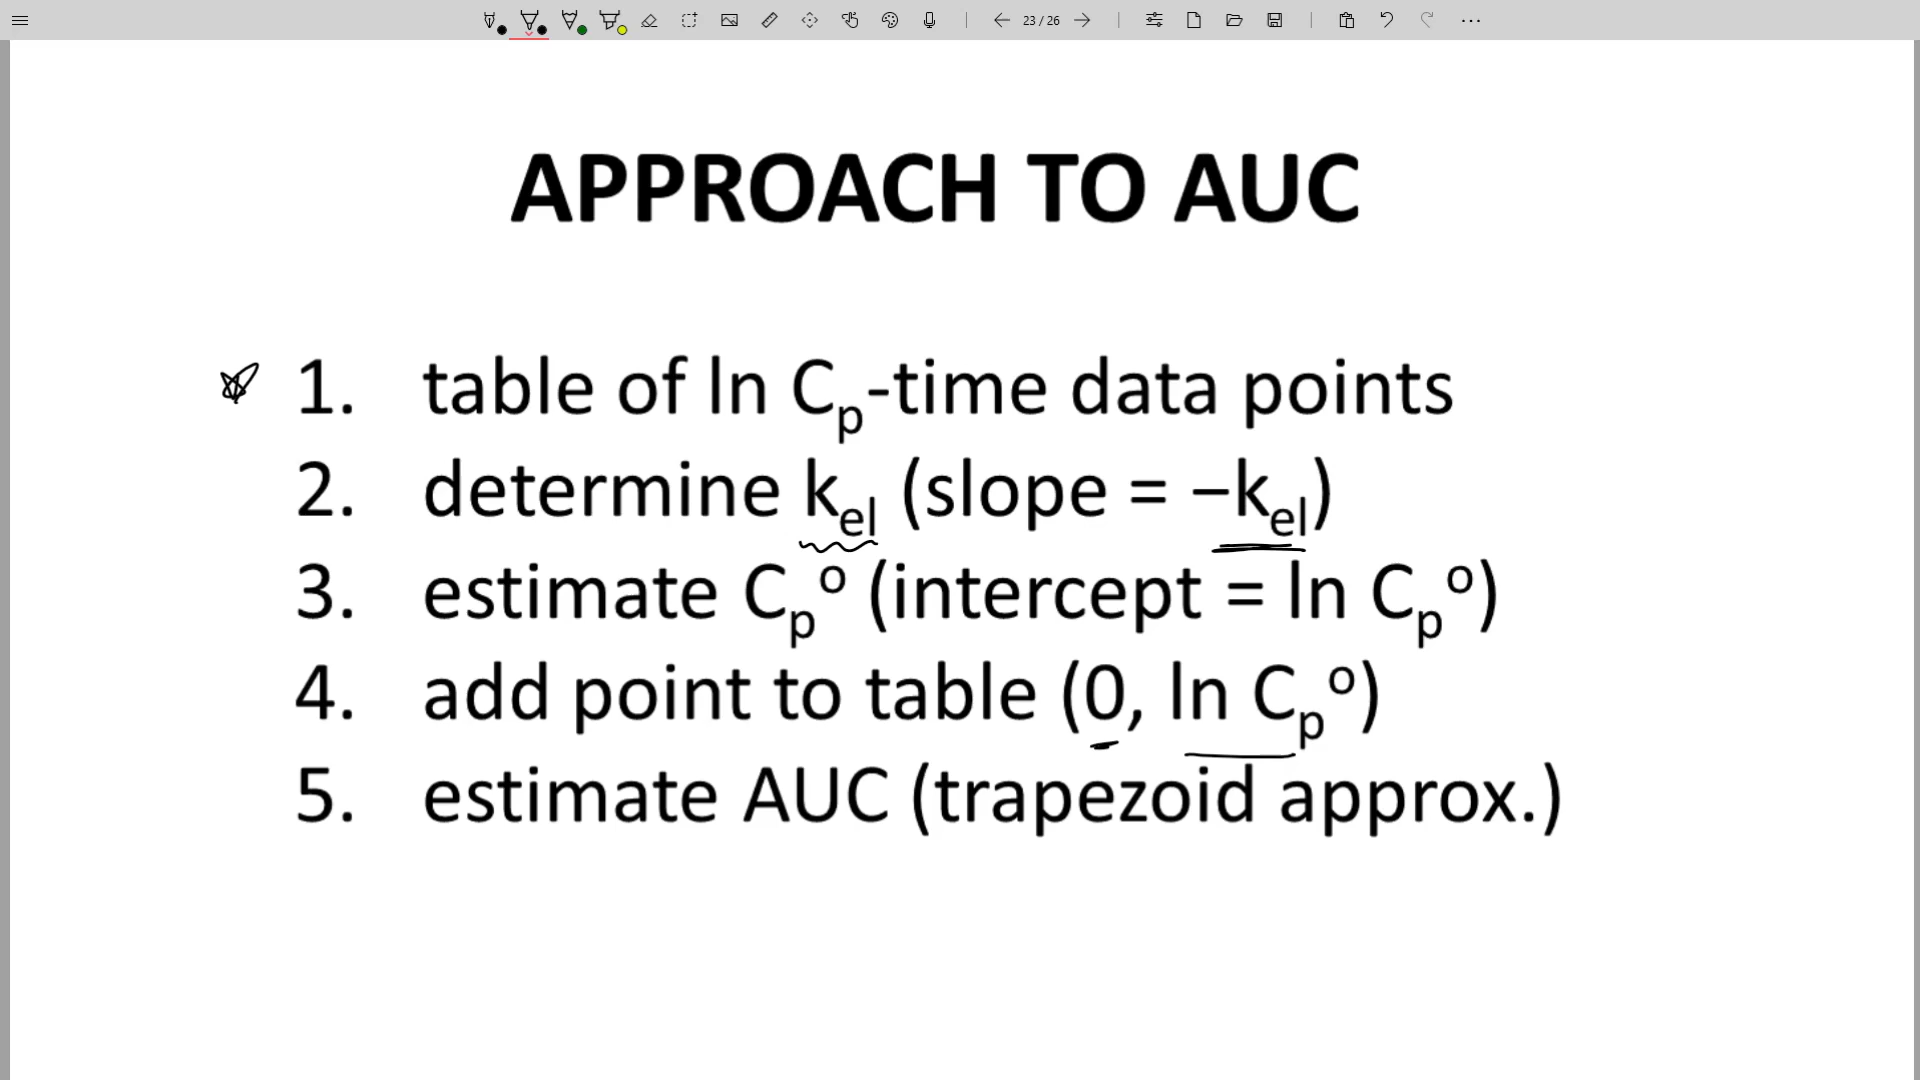 23 / 26
APPROACH TO AUC
1. table of ln Cp-time data points
2. determine kel (slope = −kel)
3. estimate Cpo (intercept = ln Cpo)
4. add point to table (0, ln Cpo)
5. estimate AUC (trapezoid approx.)